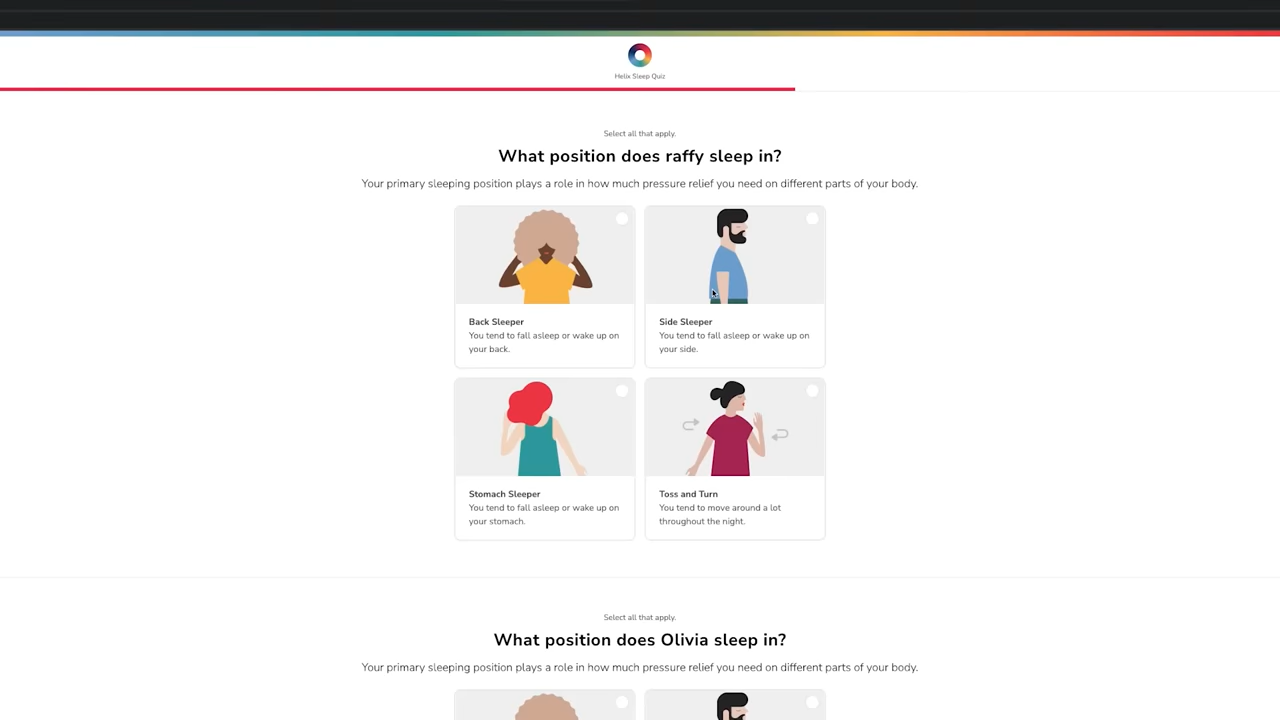 Helix Sleep Quiz
Select all that apply.
What position does raffy sleep in?
Your primary sleeping position plays a role in how much pressure relief you need on different parts of your body.
Back Sleeper
You tend to fall asleep or wake up on
your back.
Side Sleeper
You tend to fall asleep or wake up on
your side.
Stomach Sleeper
You tend to fall asleep or wake up on
your stomach.
Toss and Turn
You tend to move around a lot
throughout the night.
Select all that apply.
What position does Olivia sleep in?
Your primary sleeping position plays a role in how much pressure relief you need on different parts of your body.